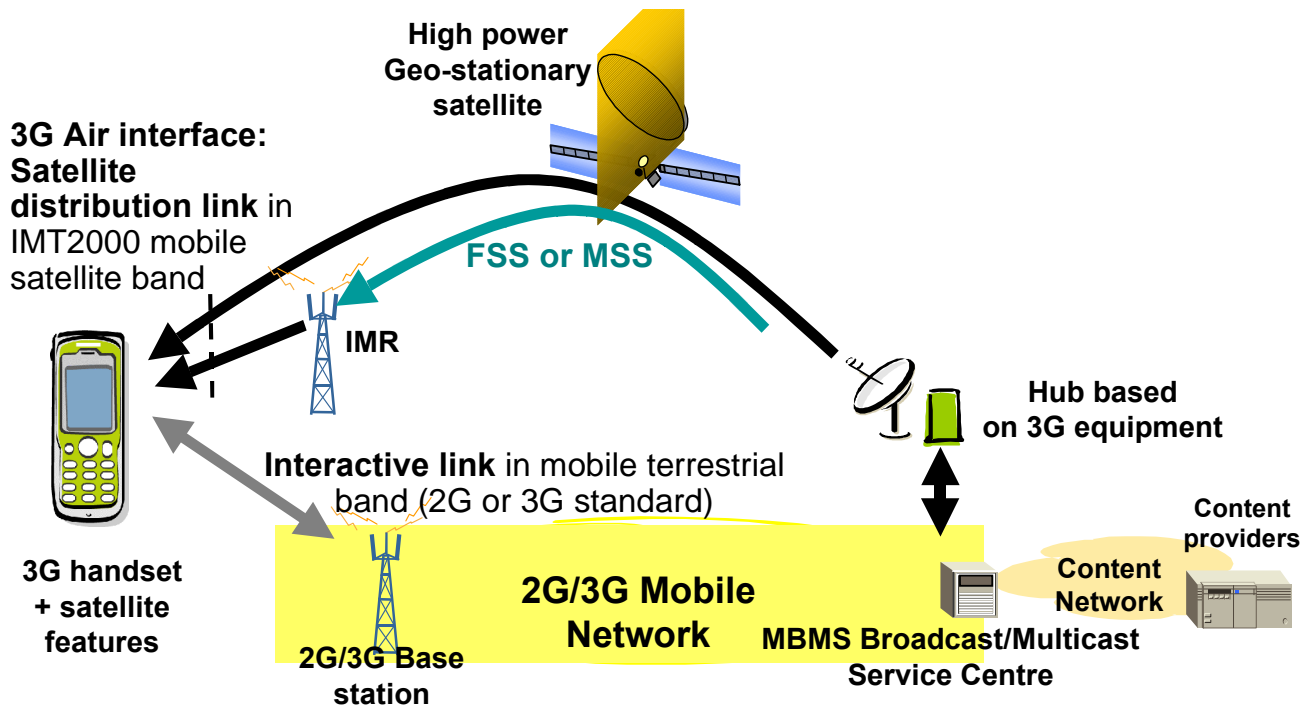 High power
Geo-stationary
satellite
3G Air interface:
Satellite
distribution link in
IMT2000 mobile
satellite band
FSS or MSS
IMR
Hub based
on 3G equipment
Interactive link in mobile terrestrial
band (2G or 3G standard)
Content
providers
3G handset
+ satellite
features
2G/3G Mobile
Network
Content
Network
MBMS Broadcast/Multicast
Service Centre
2G/3G Base
station